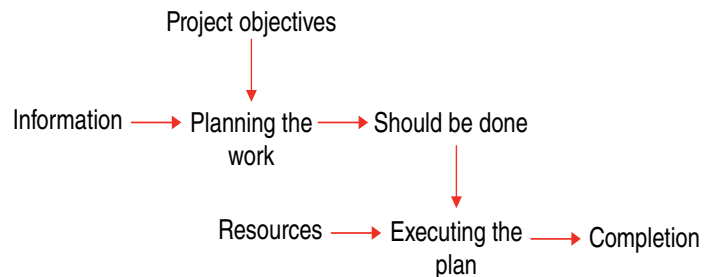 Project objectives
Information
Planning the
work
Should be done
Resources
Executing the
plan
Completion